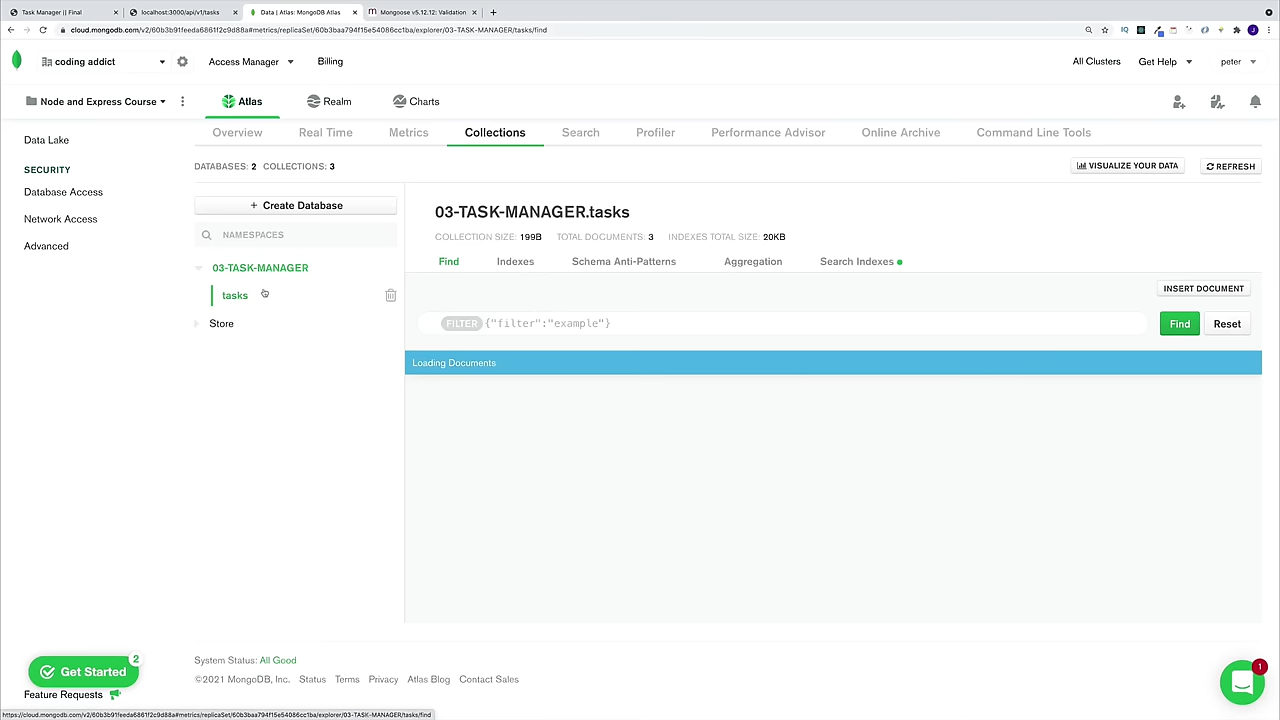 Task Manager || Final
localhost:3000/api/v1/tasks
Data | Atlas: MongoDB Atlas
Mongoose v5.12.12: Validation
cloud.mongodb.com/v2/60b3b91feeda6861f2c9d88a#metrics/replicaSet/60b3baa794f15e54086cc1ba/explorer/03-TASK-MANAGER/tasks/find
coding addict
Access Manager
Billing
All Clusters
Get Help
peter
Node and Express Course
Atlas
Realm
Charts
Data Lake
SECURITY
Database Access
Network Access
Advanced
Overview
Real Time
Metrics
Collections
Search
Profiler
Performance Advisor
Online Archive
Command Line Tools
DATABASES: 2 COLLECTIONS: 3
VISUALIZE YOUR DATA
REFRESH
+ Create Database
NAMESPACES
03-TASK-MANAGER
tasks
Store
03-TASK-MANAGER.tasks
COLLECTION SIZE: 199B TOTAL DOCUMENTS: 3 INDEXES TOTAL SIZE: 20KB
Find
Indexes
Schema Anti-Patterns
Aggregation
Search Indexes
INSERT DOCUMENT
FILTER {"filter":"example"}
Find
Reset
Loading Documents
System Status: All Good
©2021 MongoDB, Inc. Status Terms Privacy Atlas Blog Contact Sales
Get Started
2
Feature Requests
1
https://cloud.mongodb.com/v2/60b3b91feeda6861f2c9d88a#metrics/replicaSet/60b3baa794f15e54086cc1ba/explorer/03-TASK-MANAGER/tasks/find